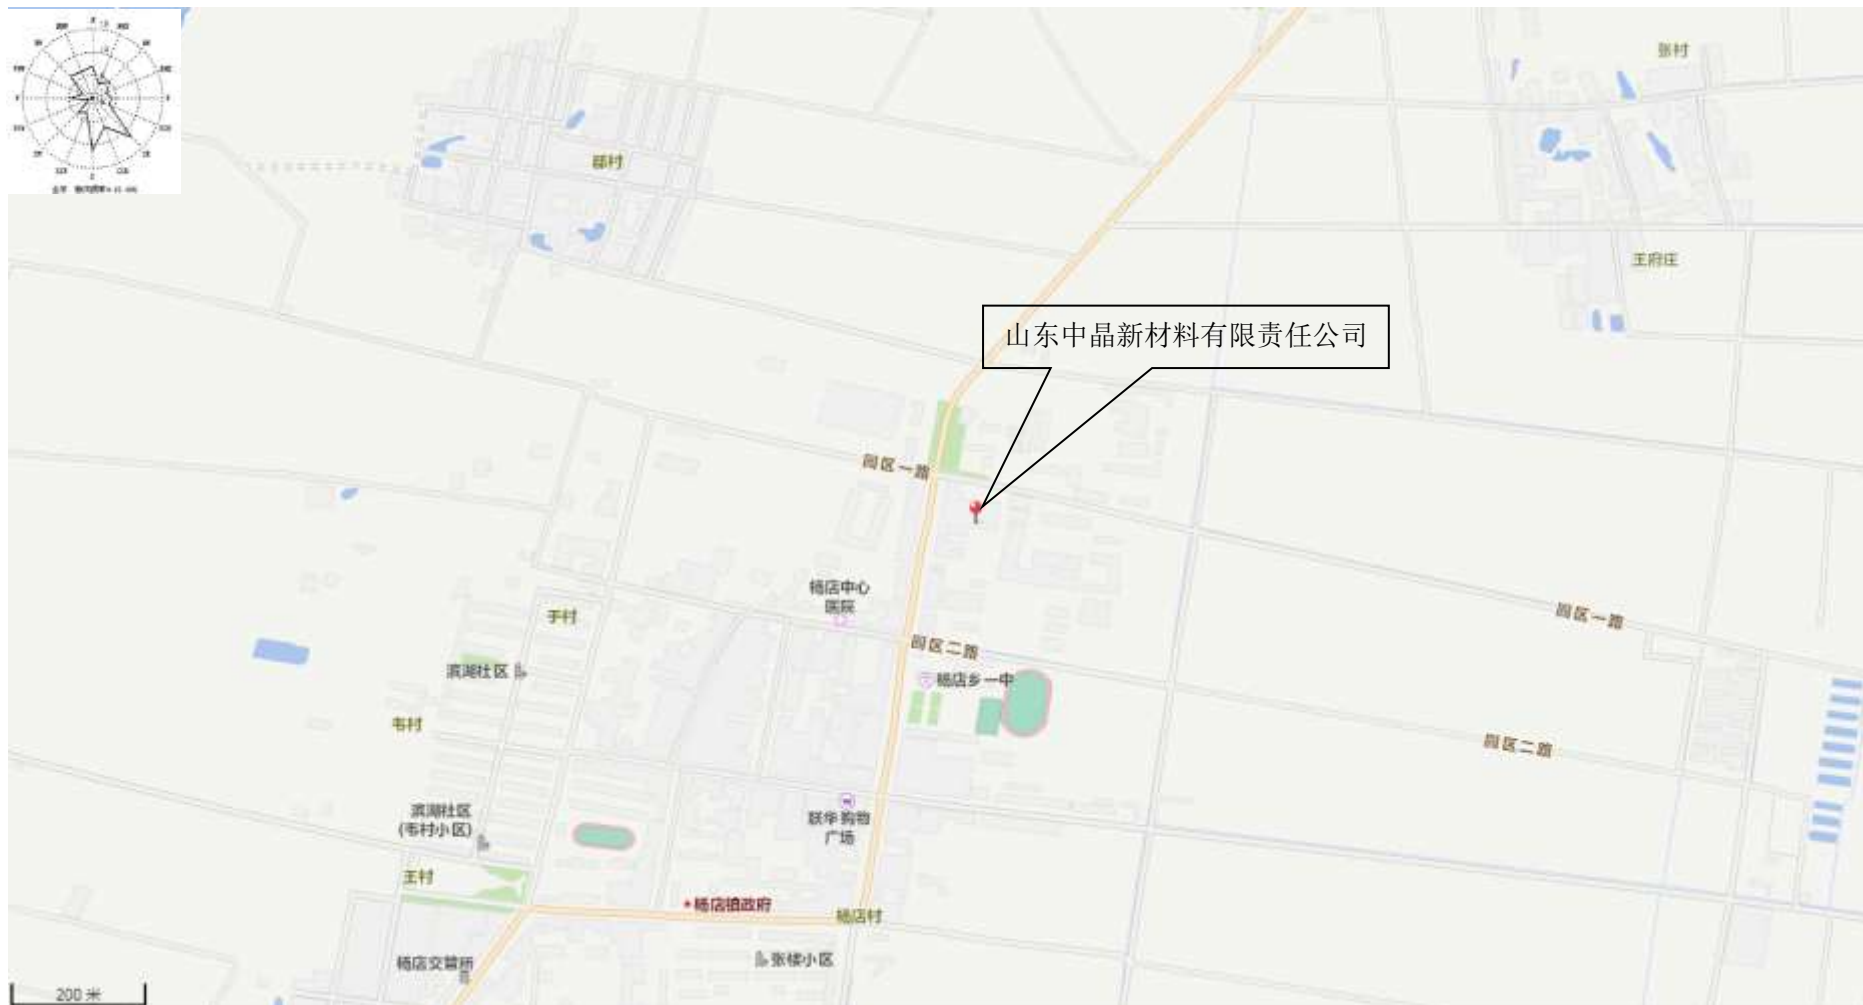 张村
鄢村
王府庄
山东中晶新材料有限责任公司
园区一路
杨店中心
医院
于村
园区一路
园区二路
滨湖社区
杨店乡一中
韦村
园区二路
滨湖社区
(韦村小区)
联华购物
广场
王村
杨店镇政府
杨店村
杨店交管所
张楼小区
200 米